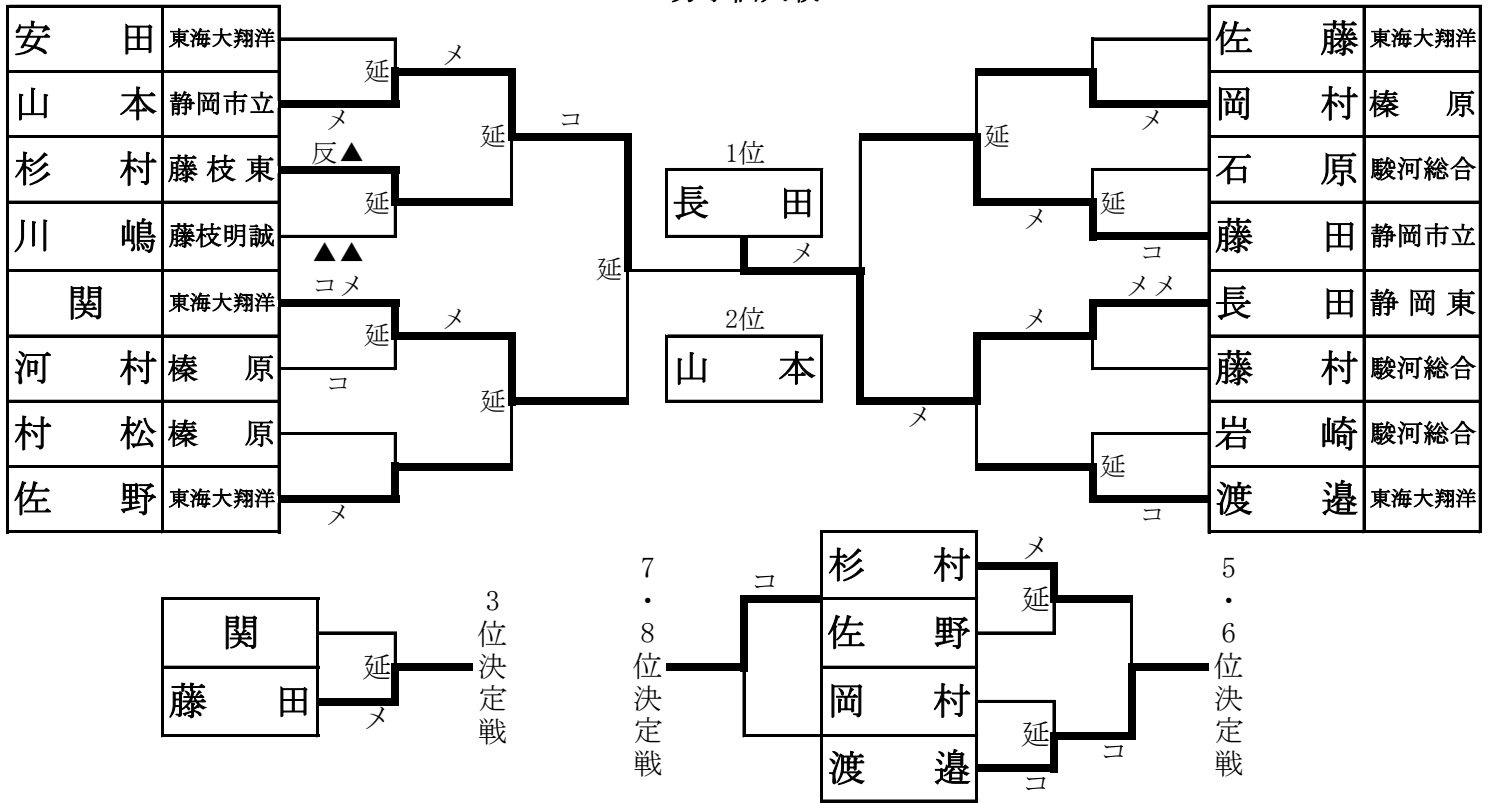 安 田 東海大翔洋
山 本 静岡市立
杉 村 藤枝東
川 嶋 藤枝明誠
関 東海大翔洋
河 村 榛 原
村 松 榛 原
佐 野 東海大翔洋
延
メ
メ
反▲
延
▲▲
延
コ
コメ
延
コ
メ
延
メ
延
1位
長 田
メ
2位
山 本
佐 藤 東海大翔洋
岡 村 榛 原
石 原 駿河総合
藤 田 静岡市立
長 田 静岡東
藤 村 駿河総合
岩 崎 駿河総合
渡 邉 東海大翔洋
メ
延
メ
延
コ
メメ
メ
メ
延
コ
関
藤 田
延
メ
3位決定戦
7・8位決定戦
コ
杉 村
佐 野
岡 村
渡 邉
メ
延
延
コ
コ
5・6位決定戦